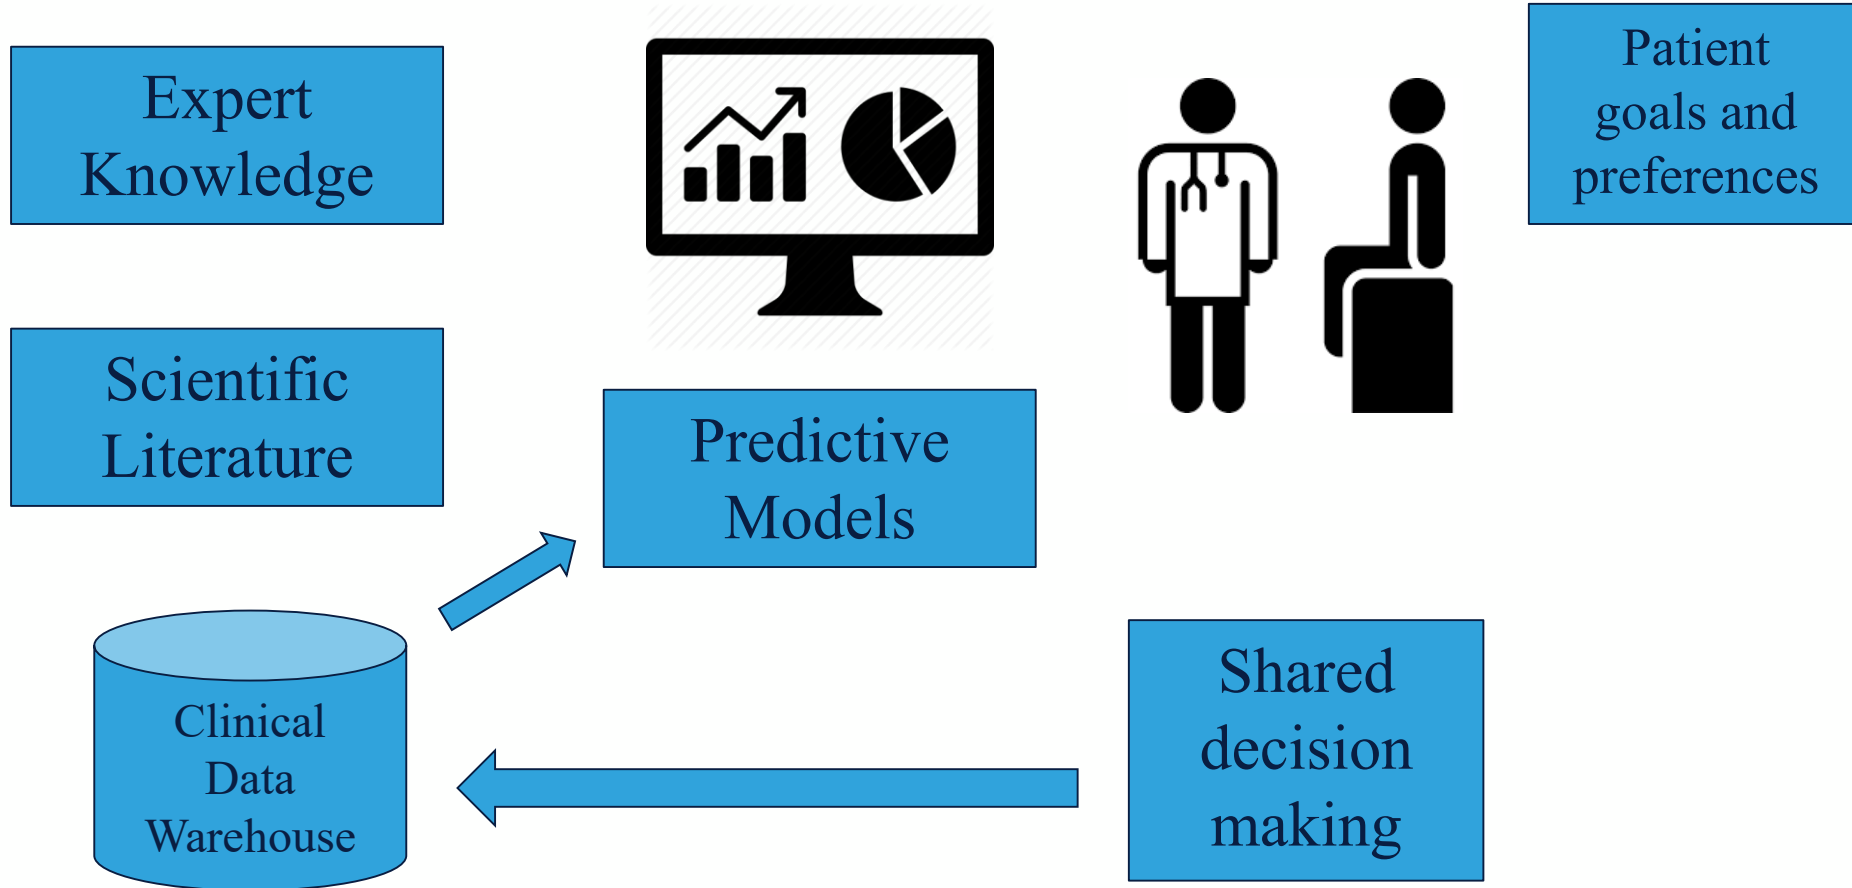 Expert
Knowledge
Scientific
Literature
Clinical
Data
Warehouse
Predictive
Models
Patient
goals and
preferences
Shared
decision
making